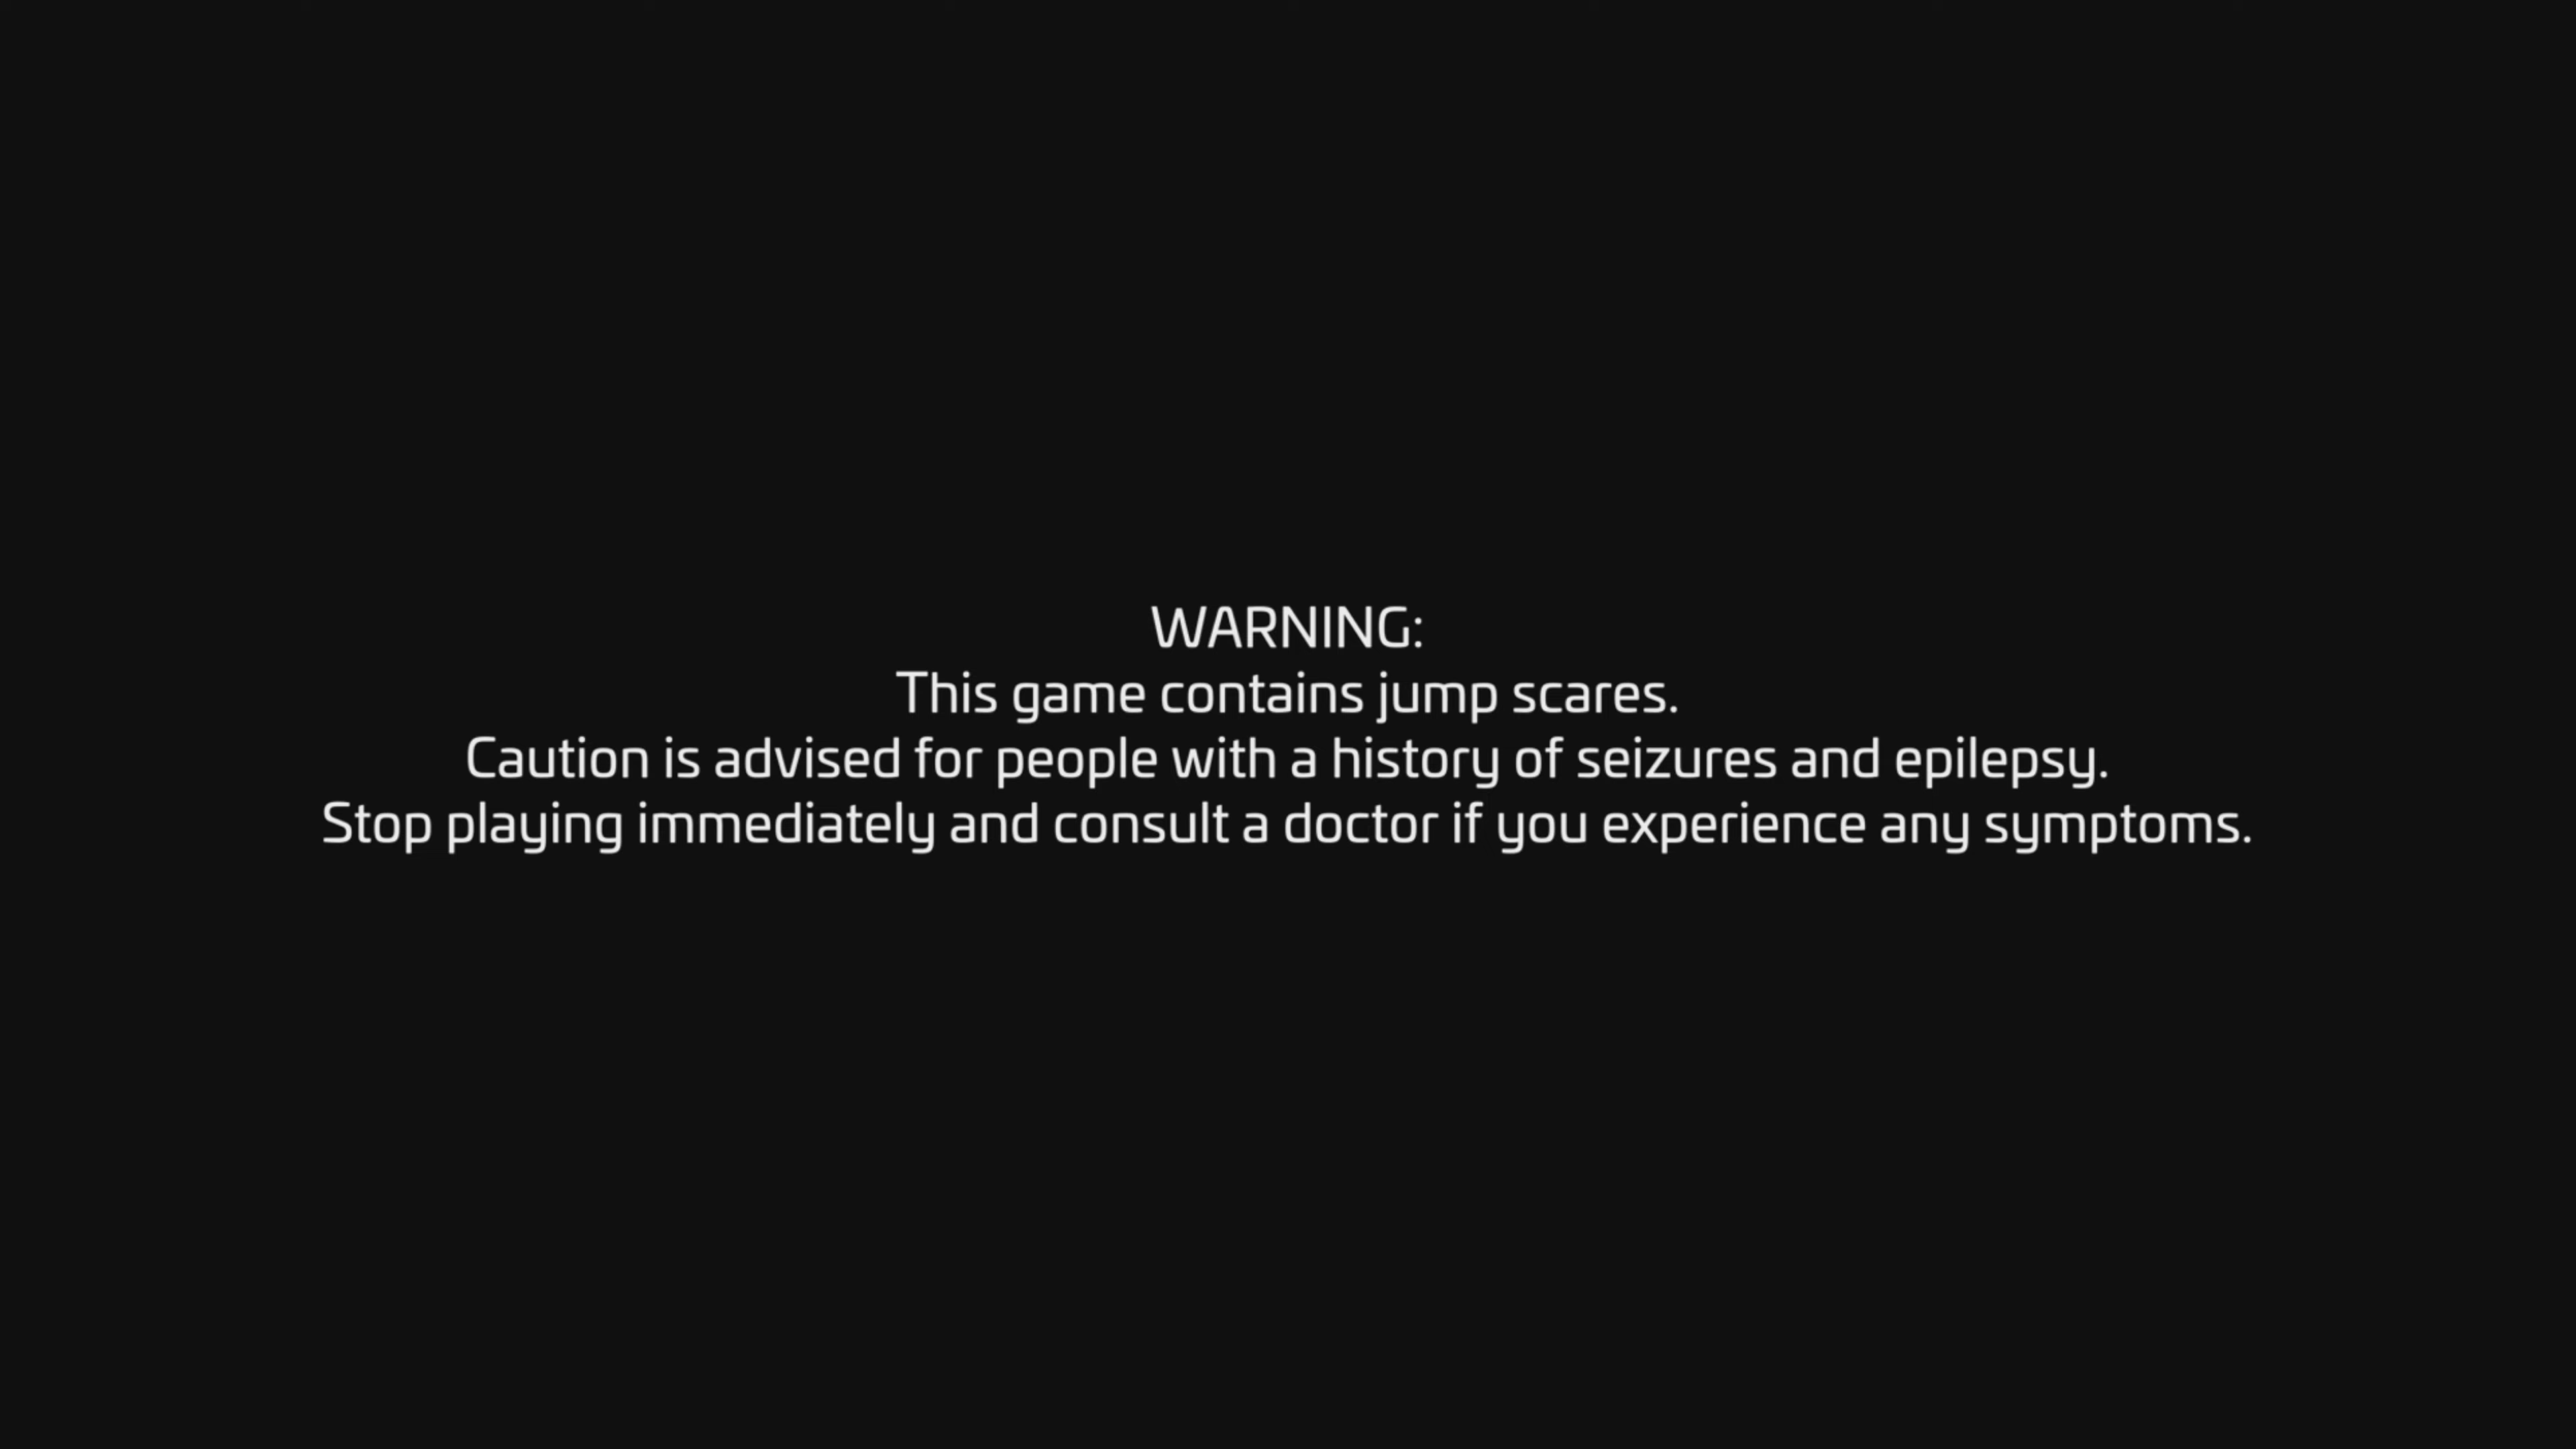 WARNING:
This game contains jump scares.
Caution is advised for people with a history of seizures and epilepsy.
Stop playing immediately and consult a doctor if you experience any symptoms.